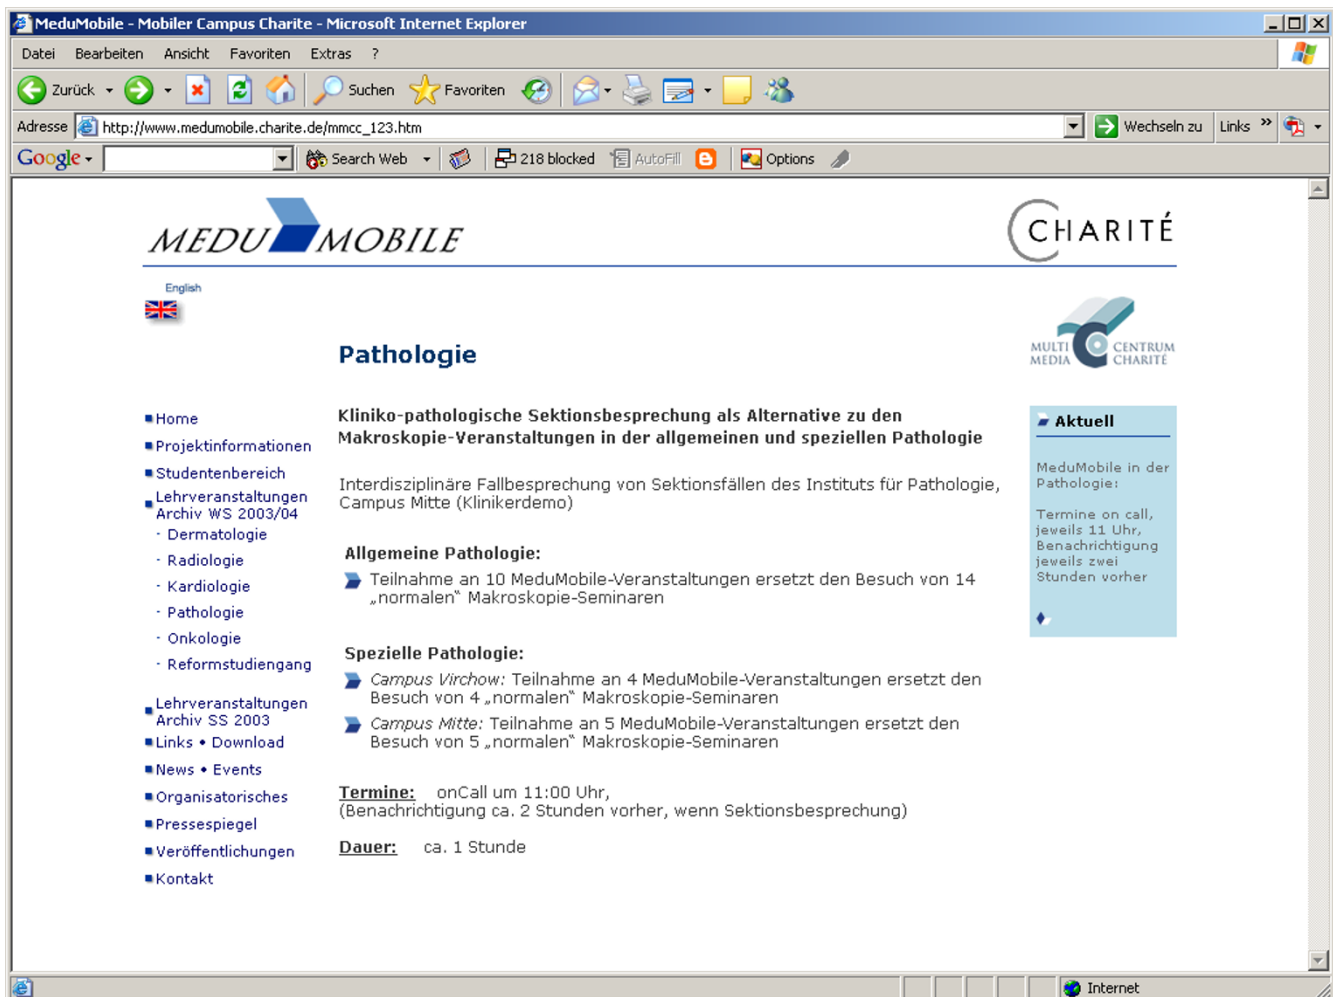 MeduMobile - Mobiler Campus Charite - Microsoft Internet Explorer
Datei Bearbeiten Ansicht Favoriten Extras ?
Zurück Suchen Favoriten
Adresse http://www.medumobile.charite.de/mmcc_123.htm Wechseln zu Links »
Google Search Web 218 blocked AutoFill Options
MEDU MOBILE
CHARITÉ
English
MULTI CENTRUM
MEDIA CHARITÉ
Pathologie
Home
Projektinformationen
Studentenbereich
Lehrveranstaltungen
Archiv WS 2003/04
- Dermatologie
- Radiologie
- Kardiologie
- Pathologie
- Onkologie
- Reformstudiengang
Lehrveranstaltungen
Archiv SS 2003
Links • Download
News • Events
Organisatorisches
Pressespiegel
Veröffentlichungen
Kontakt
Kliniko-pathologische Sektionsbesprechung als Alternative zu den
Makroskopie-Veranstaltungen in der allgemeinen und speziellen Pathologie
Interdisziplinäre Fallbesprechung von Sektionsfällen des Instituts für Pathologie,
Campus Mitte (Klinikerdemo)
Allgemeine Pathologie:
Teilnahme an 10 MeduMobile-Veranstaltungen ersetzt den Besuch von 14
„normalen“ Makroskopie-Seminaren
Spezielle Pathologie:
Campus Virchow: Teilnahme an 4 MeduMobile-Veranstaltungen ersetzt den
Besuch von 4 „normalen“ Makroskopie-Seminaren
Campus Mitte: Teilnahme an 5 MeduMobile-Veranstaltungen ersetzt den
Besuch von 5 „normalen“ Makroskopie-Seminaren
Termine: onCall um 11:00 Uhr,
(Benachrichtigung ca. 2 Stunden vorher, wenn Sektionsbesprechung)
Dauer: ca. 1 Stunde
Aktuell
MeduMobile in der
Pathologie:
Termine on call,
jeweils 11 Uhr,
Benachrichtigung
jeweils zwei
Stunden vorher
Internet